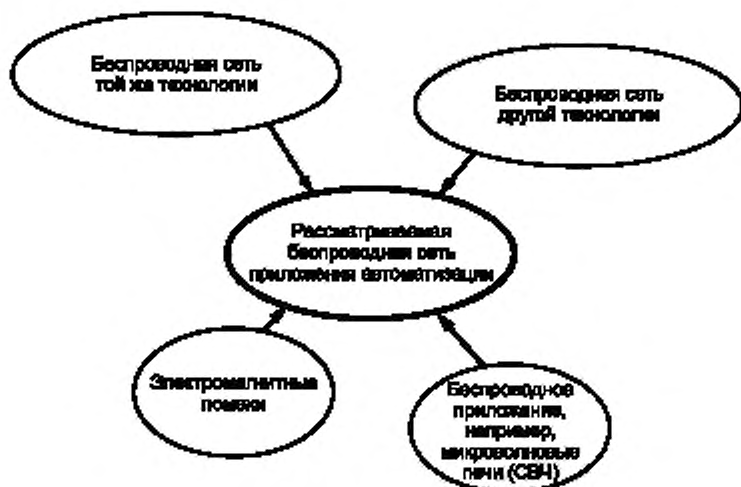 Беспроводная сеть
той же технологии
Беспроводная сеть
другой технологии
Рассматриваемая
беспроводная сеть
приложения автоматизации
Электромагнитные
помехи
Беспроводное
приложение,
например,
микроволновые
печи (СВЧ)